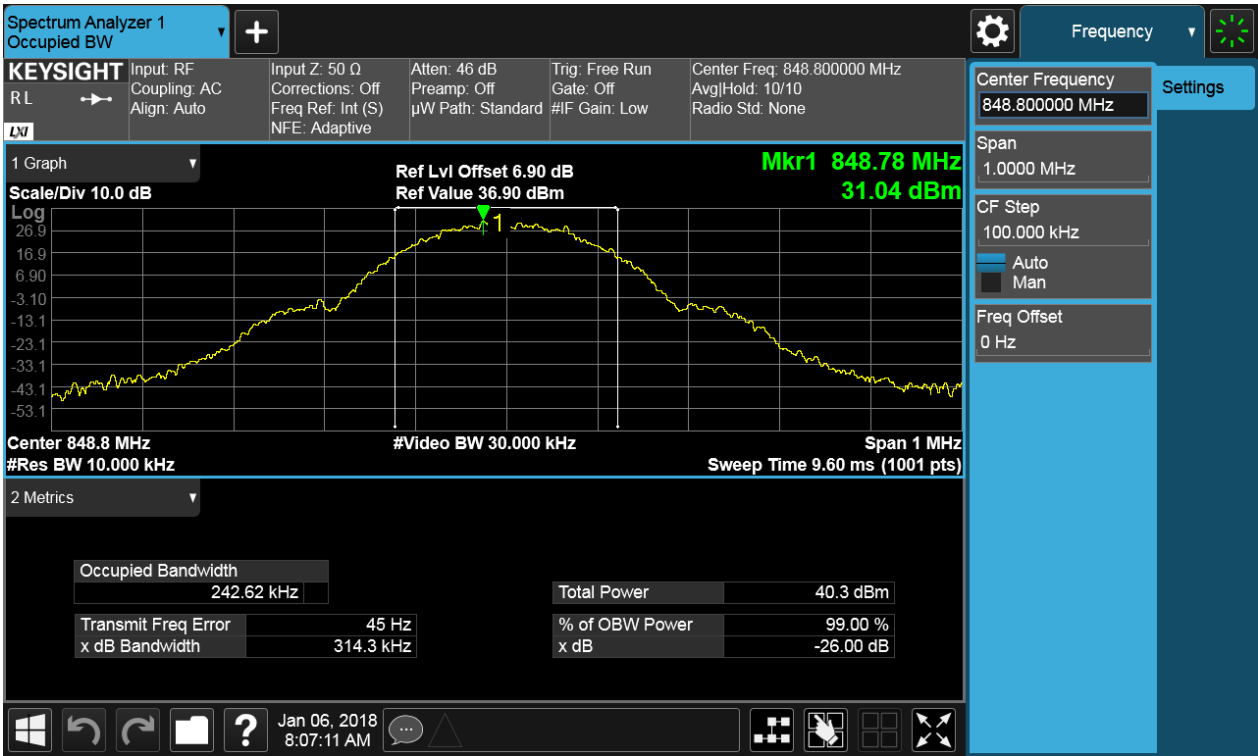 Spectrum Analyzer 1
Occupied BW
+
Frequency
KEYSIGHT
R L
LXI
Input: RF
Coupling: AC
Align: Auto
Input Z: 50 Ω
Corrections: Off
Freq Ref: Int (S)
NFE: Adaptive
Atten: 46 dB
Preamp: Off
µW Path: Standard
Trig: Free Run
Gate: Off
#IF Gain: Low
Center Freq: 848.800000 MHz
Avg|Hold: 10/10
Radio Std: None
Center Frequency
848.800000 MHz
Settings
Span
1.0000 MHz
CF Step
100.000 kHz
Auto
Man
Freq Offset
0 Hz
1 Graph
Scale/Div 10.0 dB
Ref Lvl Offset 6.90 dB
Ref Value 36.90 dBm
Mkr1 848.78 MHz
31.04 dBm
Log
26.9
16.9
6.90
-3.10
-13.1
-23.1
-33.1
-43.1
-53.1
1
Center 848.8 MHz
#Video BW 30.000 kHz
Span 1 MHz
#Res BW 10.000 kHz
Sweep Time 9.60 ms (1001 pts)
2 Metrics
Occupied Bandwidth
242.62 kHz
Total Power 40.3 dBm
Transmit Freq Error 45 Hz
% of OBW Power 99.00 %
x dB Bandwidth 314.3 kHz
x dB -26.00 dB
?
Jan 06, 2018
8:07:11 AM